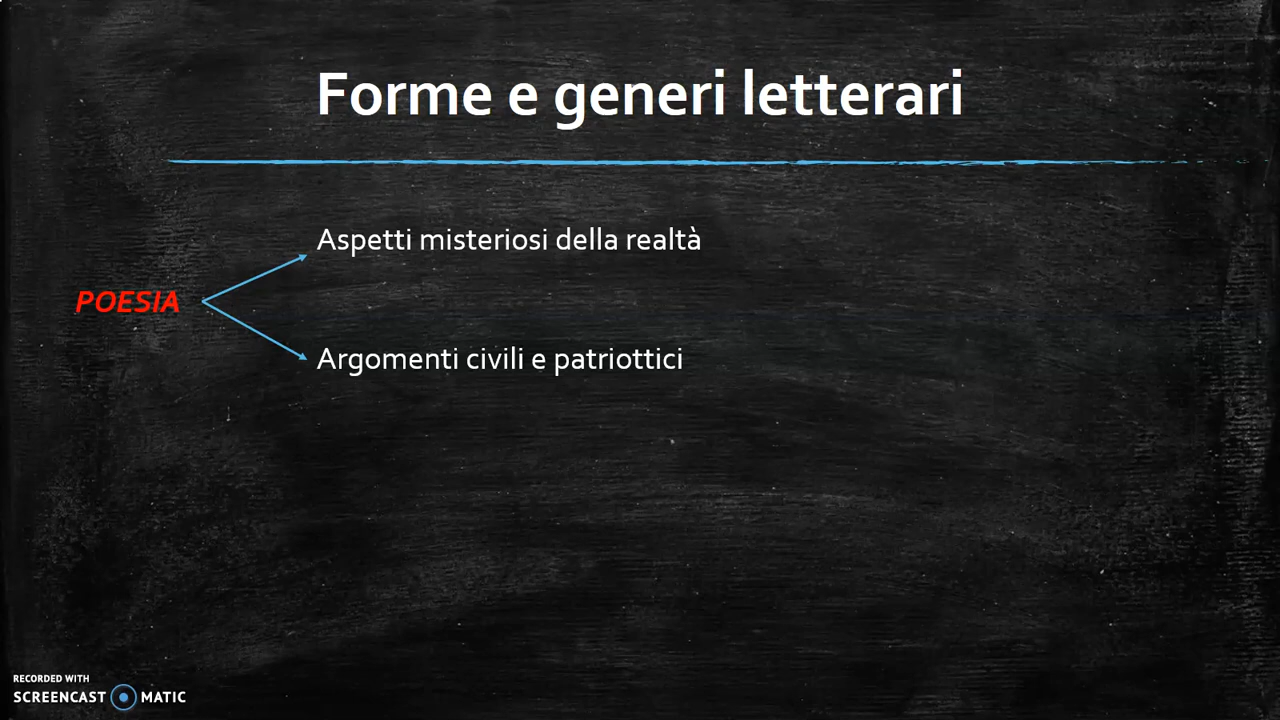 Forme e generi letterari
Aspetti misteriosi della realtà
POESIA
Argomenti civili e patriottici
RECORDED WITH
SCREENCAST MATIC